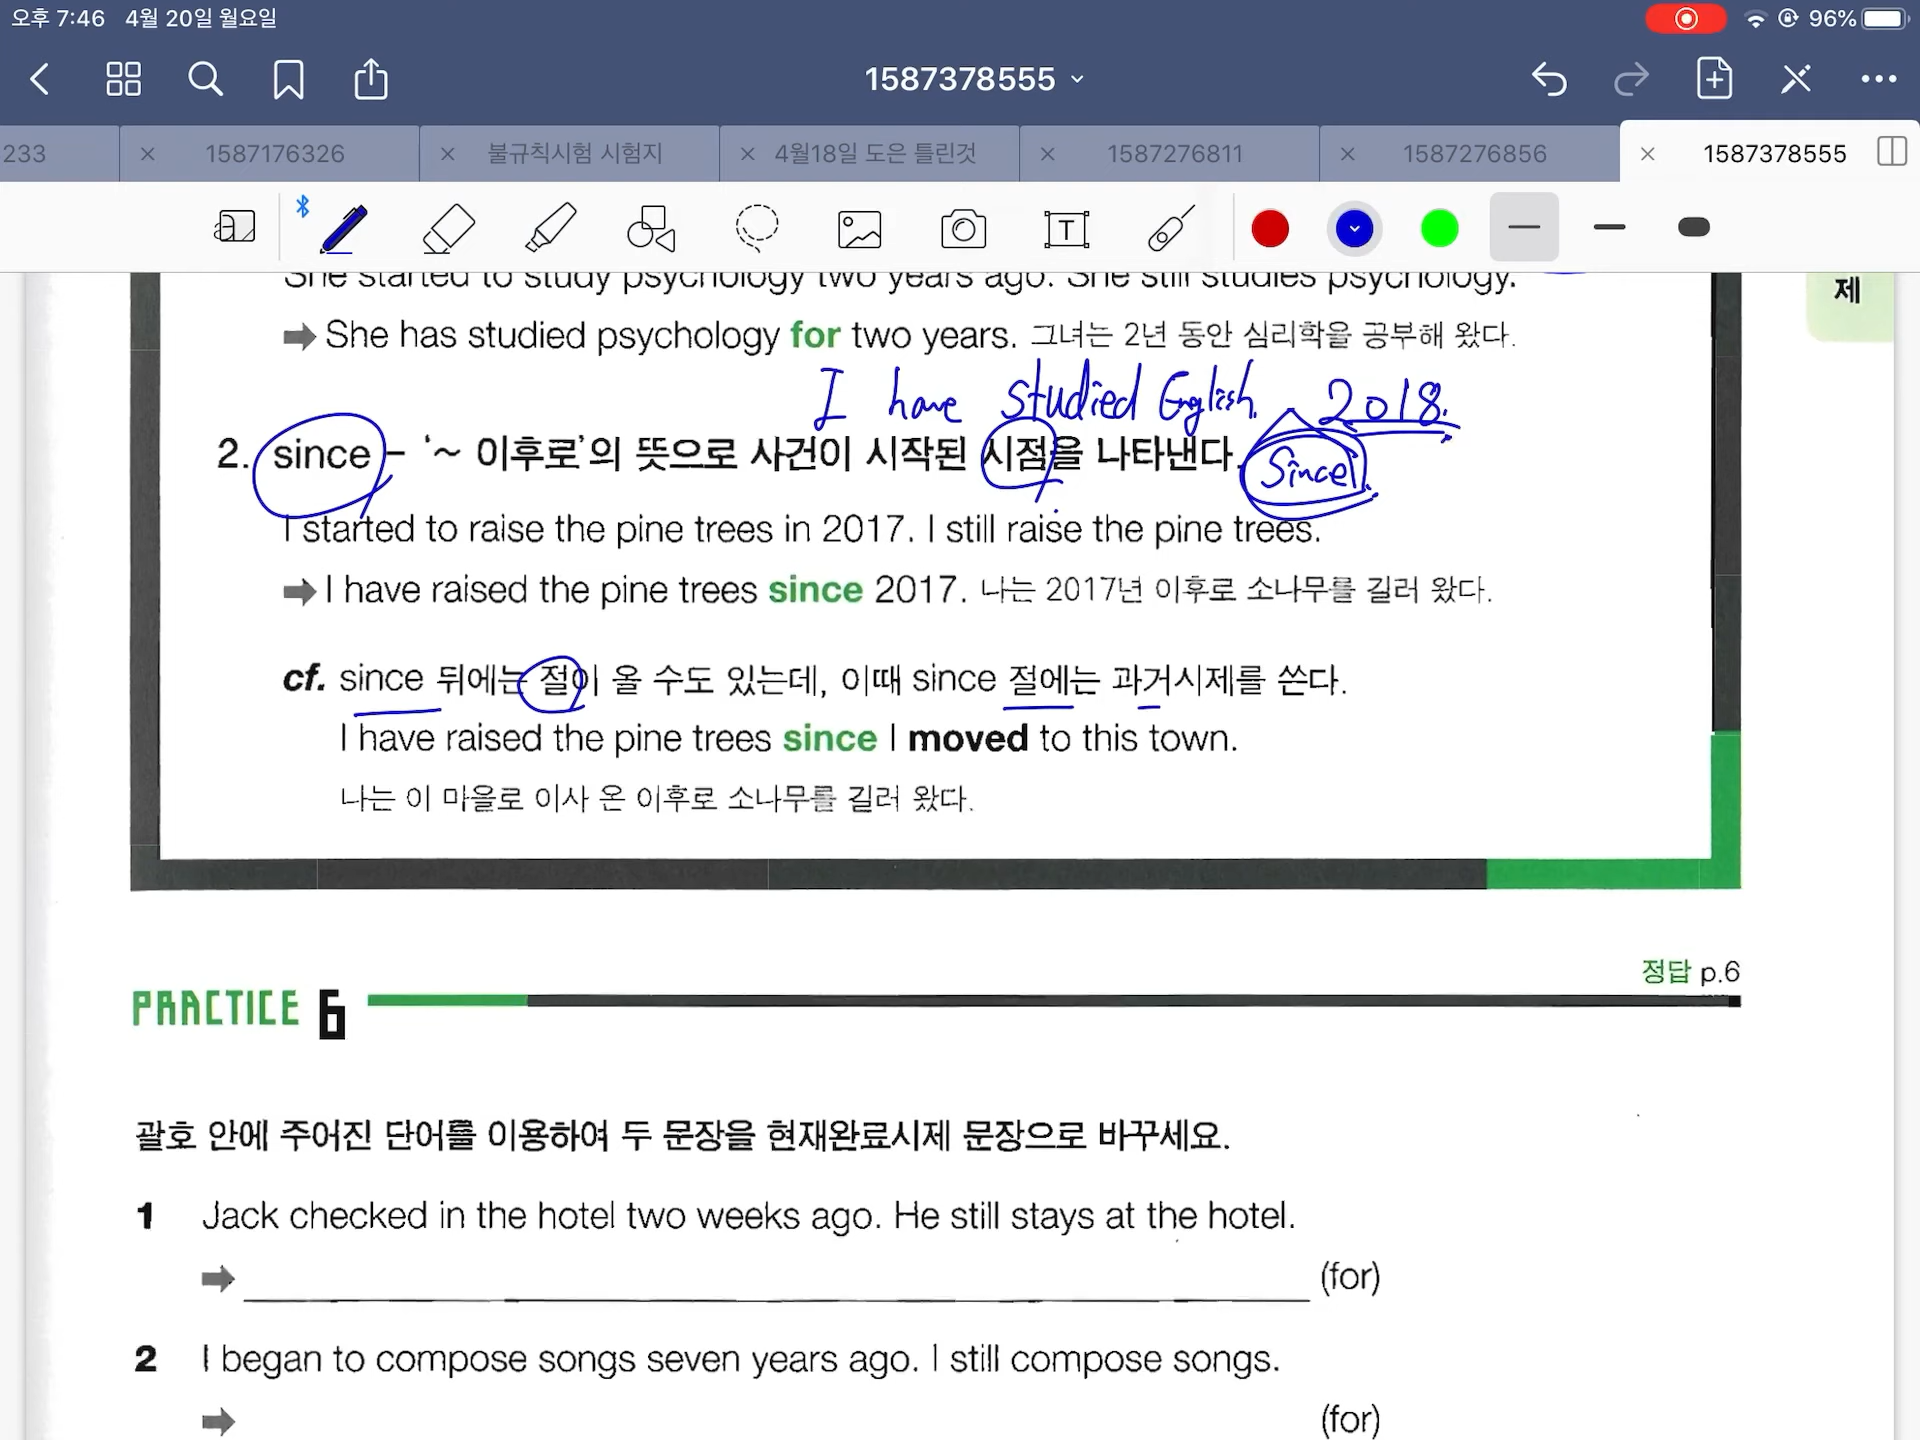 오후 7:46 4월 20일 월요일 96%
1587378555
233 1587176326 불규칙시험 시험지 4월18일 도은 틀린것 1587276811 1587276856 1587378555
She started to study psychology two years ago. She still studies psychology.
제
➡ She has studied psychology for two years. 그녀는 2년 동안 심리학을 공부해 왔다.
I have studied English. 2018.
2. since – ‘~ 이후로’의 뜻으로 사건이 시작된 시점을 나타낸다. Since
I started to raise the pine trees in 2017. I still raise the pine trees.
➡ I have raised the pine trees since 2017. 나는 2017년 이후로 소나무를 길러 왔다.
cf. since 뒤에는 절이 올 수도 있는데, 이때 since 절에는 과거시제를 쓴다.
I have raised the pine trees since I moved to this town.
나는 이 마을로 이사 온 이후로 소나무를 길러 왔다.
정답 p.6
PRACTICE 6
괄호 안에 주어진 단어를 이용하여 두 문장을 현재완료시제 문장으로 바꾸세요.
1 Jack checked in the hotel two weeks ago. He still stays at the hotel.
➡ (for)
2 I began to compose songs seven years ago. I still compose songs.
➡ (for)